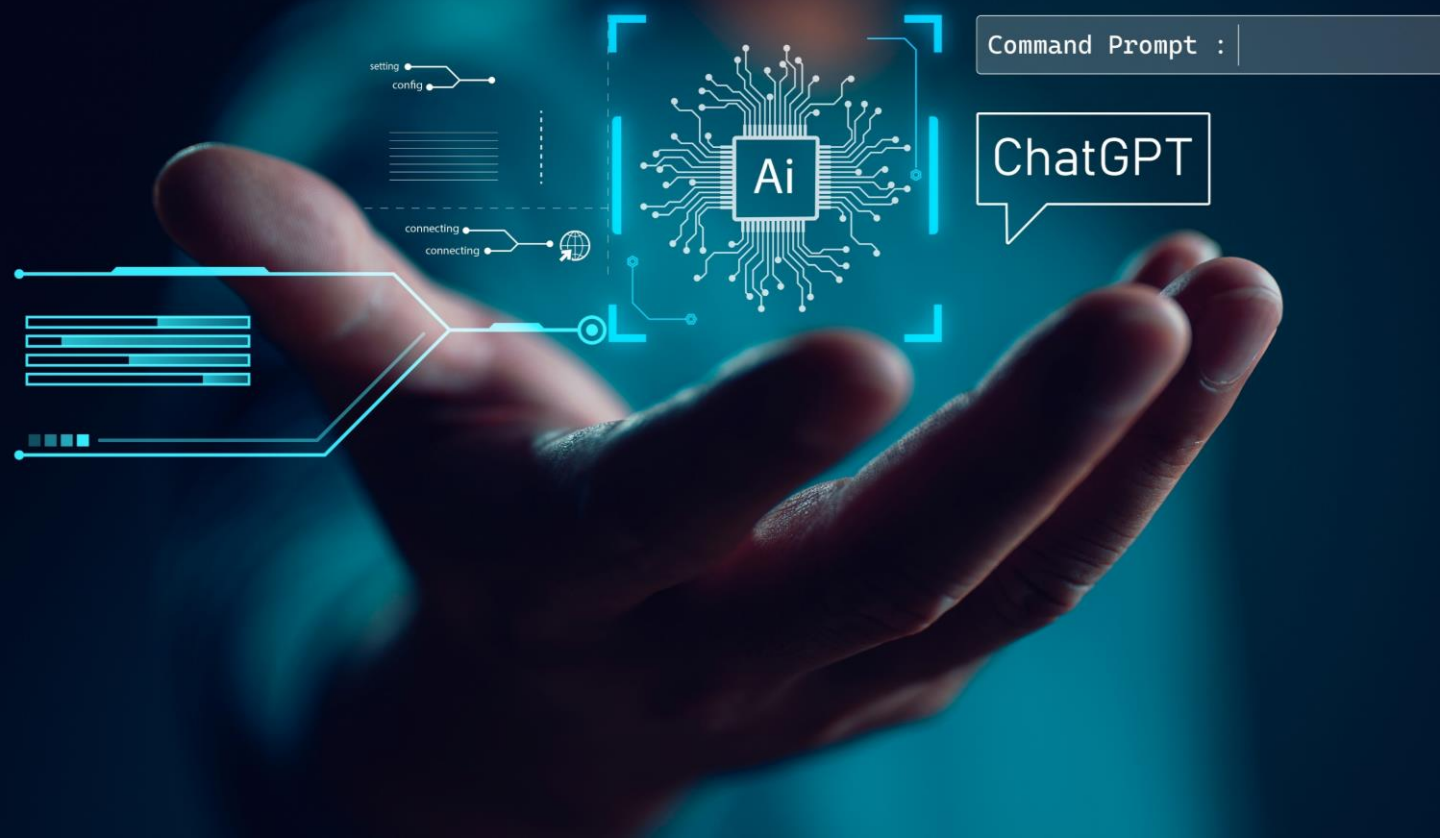 Command Prompt :
setting
config
Ai
ChatGPT
connecting
connecting